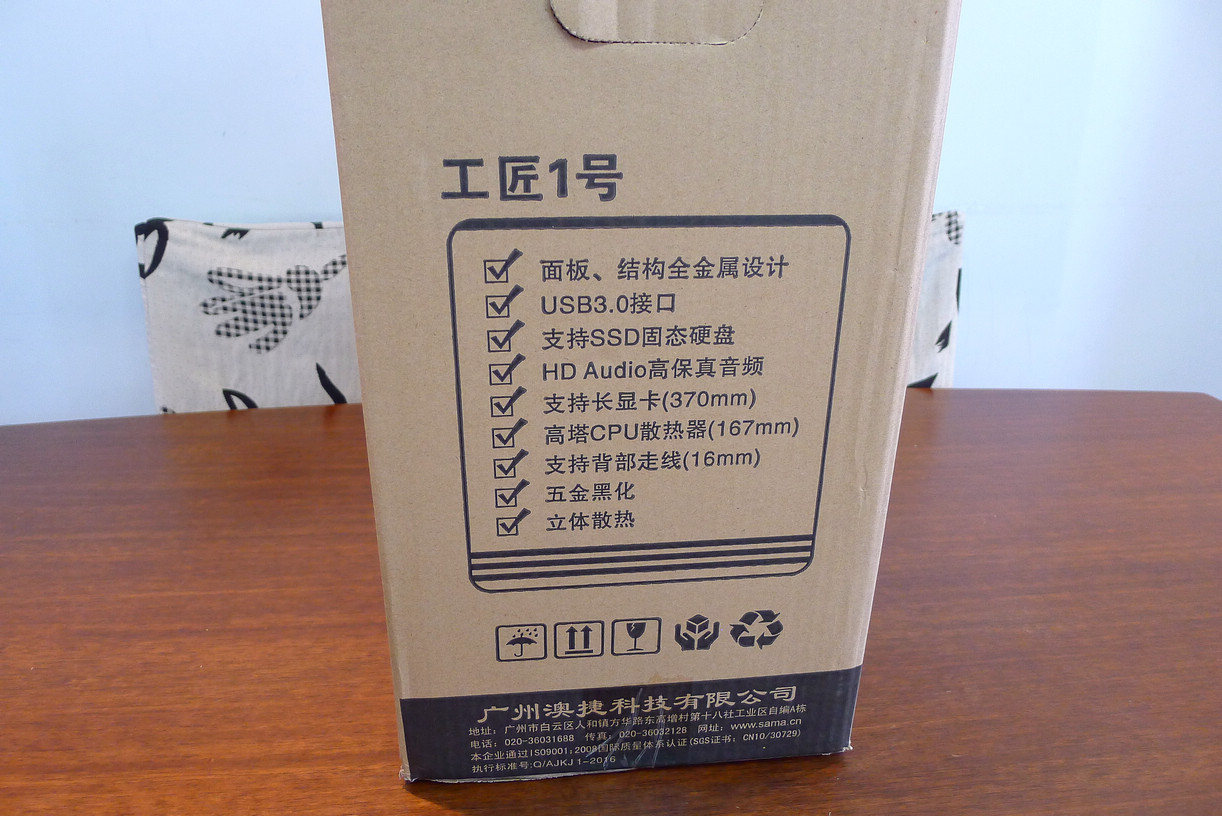 工匠1号
面板、结构全金属设计
USB3.0接口
支持SSD固态硬盘
HD Audio高保真音频
支持长显卡(370mm)
高塔CPU散热器(167mm)
支持背部走线(16mm)
五金黑化
立体散热
广州澳捷科技有限公司
地址：广州市白云区人和镇方华路东高增村第十八社工业区自编A栋
电话：020-36031688 传真：020-36032128 网址：www.sama.cn
本企业通过ISO9001:2008国际质量体系认证(SGS证书：CN10/30729)
执行标准号:Q/AJKJ 1-2016